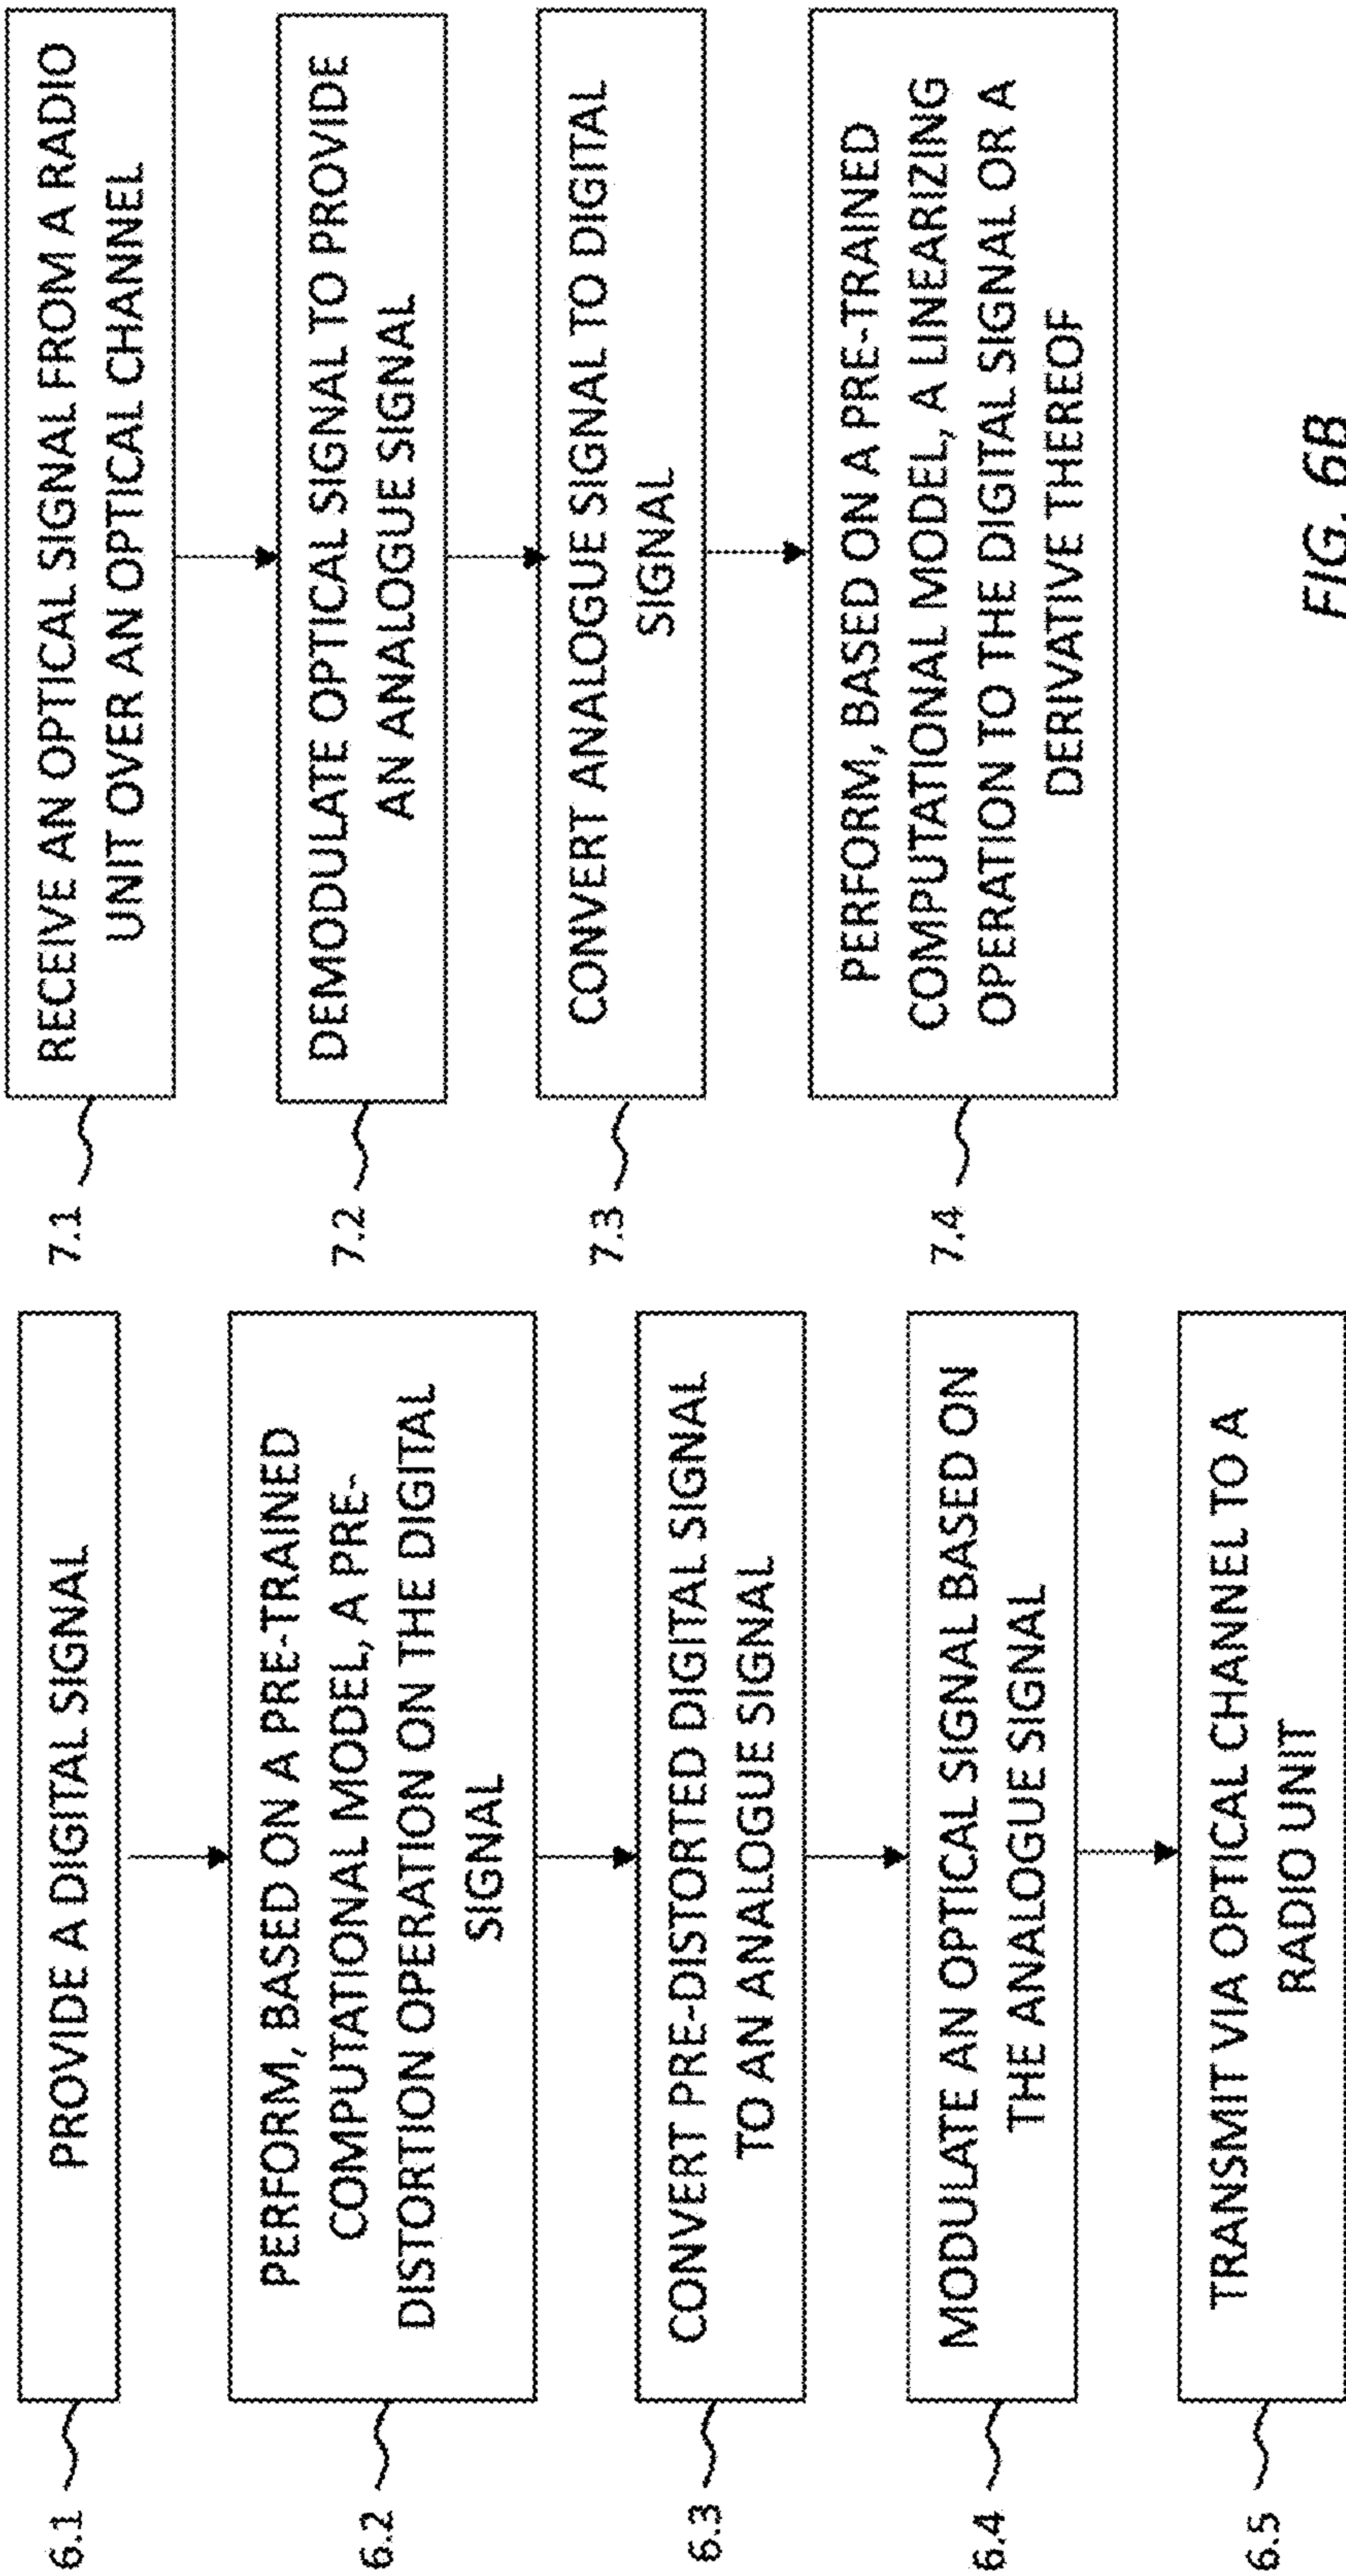 6.1
PROVIDE A DIGITAL SIGNAL
6.2
PERFORM, BASED ON A PRE-TRAINED
COMPUTATIONAL MODEL, A PRE-
DISTORTION OPERATION ON THE DIGITAL
SIGNAL
6.3
CONVERT PRE-DISTORTED DIGITAL SIGNAL
TO AN ANALOGUE SIGNAL
6.4
MODULATE AN OPTICAL SIGNAL BASED ON
THE ANALOGUE SIGNAL
6.5
TRANSMIT VIA OPTICAL CHANNEL TO A
RADIO UNIT
7.1
RECEIVE AN OPTICAL SIGNAL FROM A RADIO
UNIT OVER AN OPTICAL CHANNEL
7.2
DEMODULATE OPTICAL SIGNAL TO PROVIDE
AN ANALOGUE SIGNAL
7.3
CONVERT ANALOGUE SIGNAL TO DIGITAL
SIGNAL
7.4
PERFORM, BASED ON A PRE-TRAINED
COMPUTATIONAL MODEL, A LINEARIZING
OPERATION TO THE DIGITAL SIGNAL OR A
DERIVATIVE THEREOF
FIG. 6B